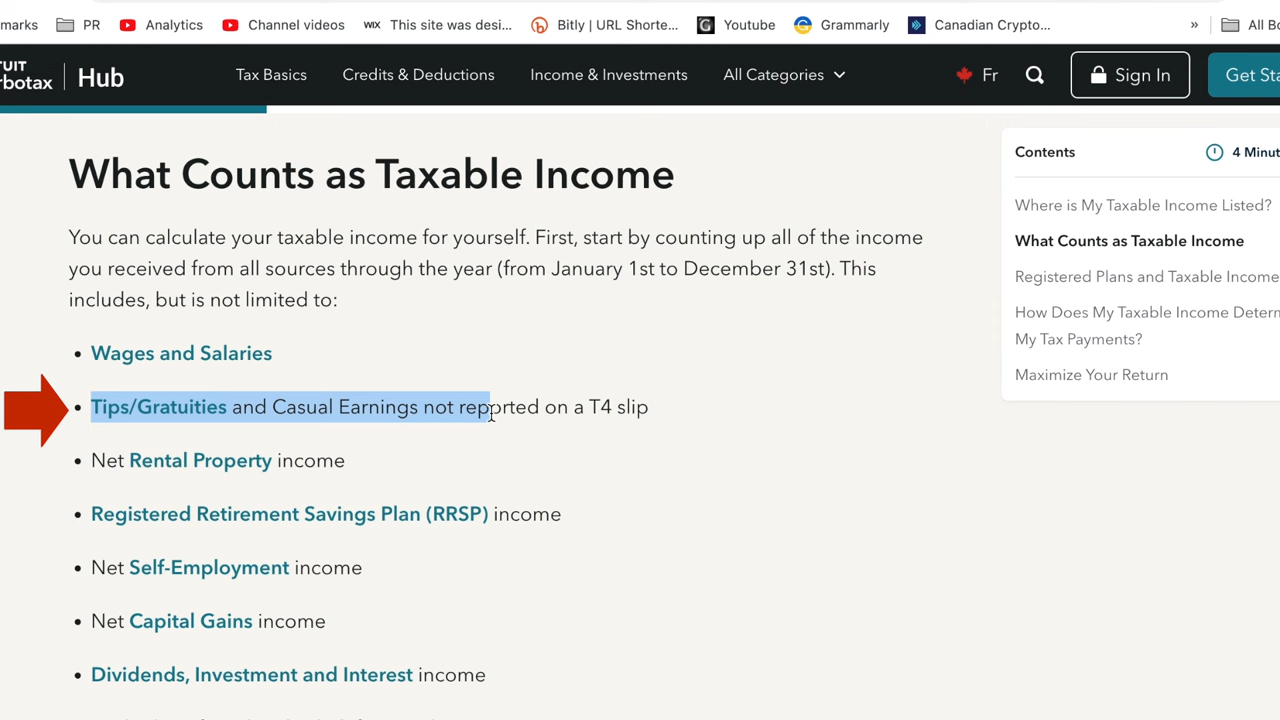 marks PR Analytics Channel videos WIX This site was desi... Bitly | URL Shorte... Youtube Grammarly Canadian Crypto... » All Bo
TUIT
rbotax Hub Tax Basics Credits & Deductions Income & Investments All Categories Fr Sign In Get Sta
What Counts as Taxable Income
You can calculate your taxable income for yourself. First, start by counting up all of the income
you received from all sources through the year (from January 1st to December 31st). This
includes, but is not limited to:
• Wages and Salaries
• Tips/Gratuities and Casual Earnings not reported on a T4 slip
• Net Rental Property income
• Registered Retirement Savings Plan (RRSP) income
• Net Self-Employment income
• Net Capital Gains income
• Dividends, Investment and Interest income
Contents 4 Minut
Where is My Taxable Income Listed?
What Counts as Taxable Income
Registered Plans and Taxable Income
How Does My Taxable Income Determ
My Tax Payments?
Maximize Your Return